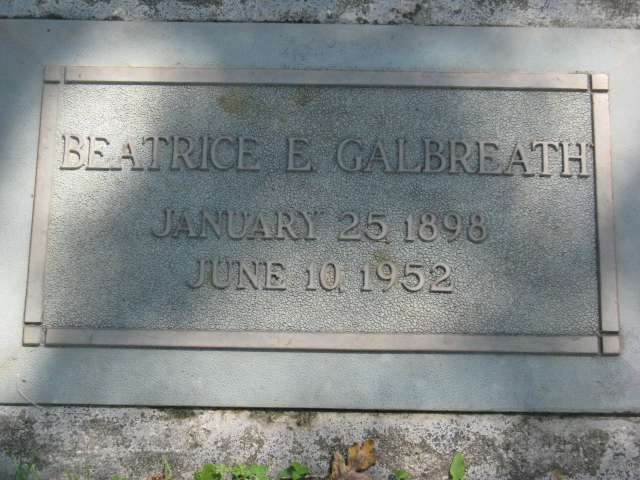 BEATRICE E. GALBREATH
JANUARY 25, 1898
JUNE 10, 1952